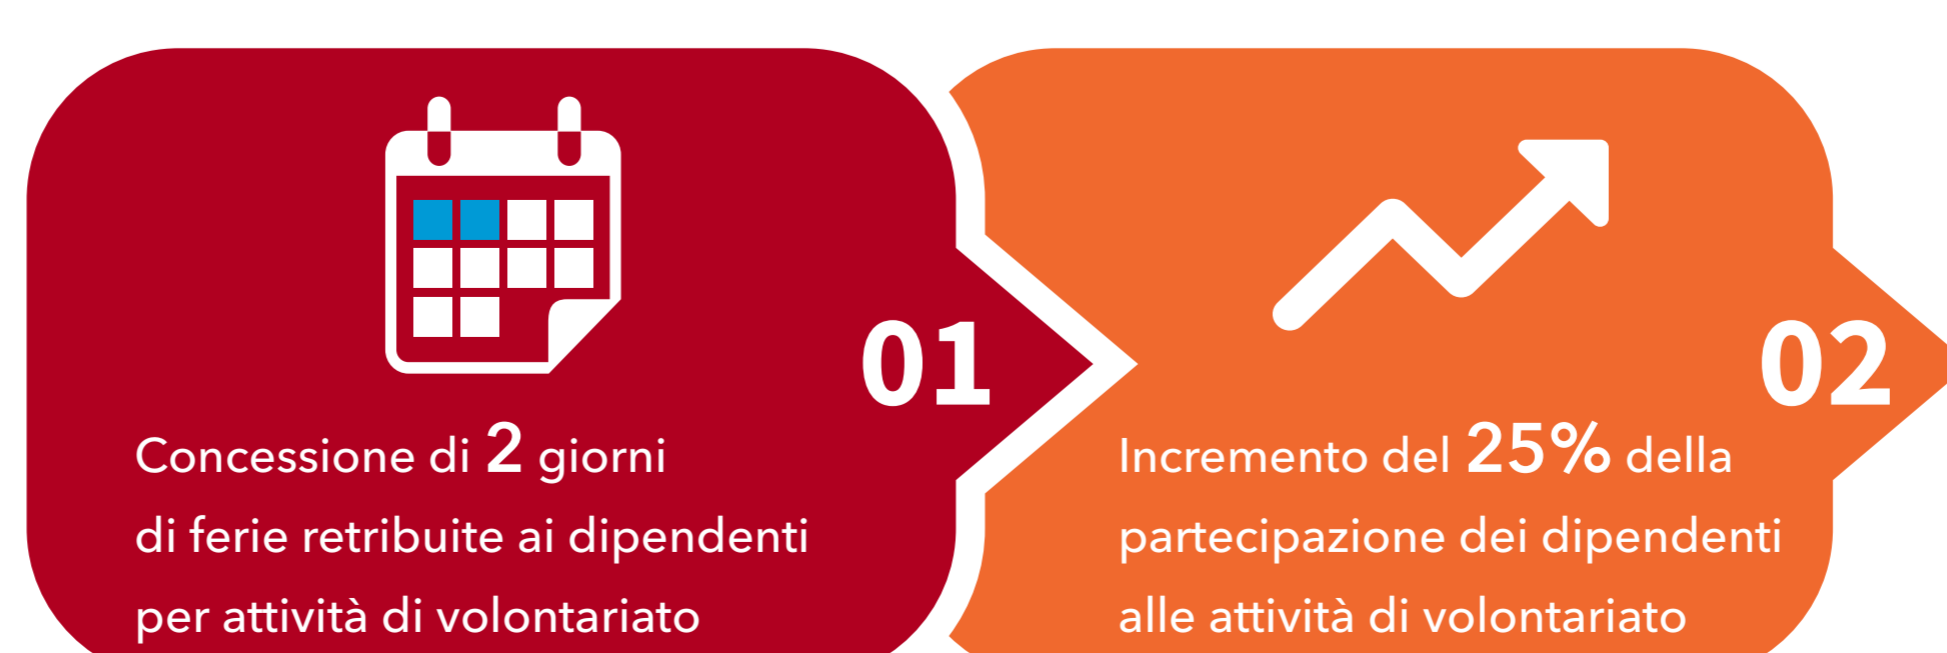 01
Concessione di 2 giorni
di ferie retribuite ai dipendenti
per attività di volontariato
02
Incremento del 25% della
partecipazione dei dipendenti
alle attività di volontariato